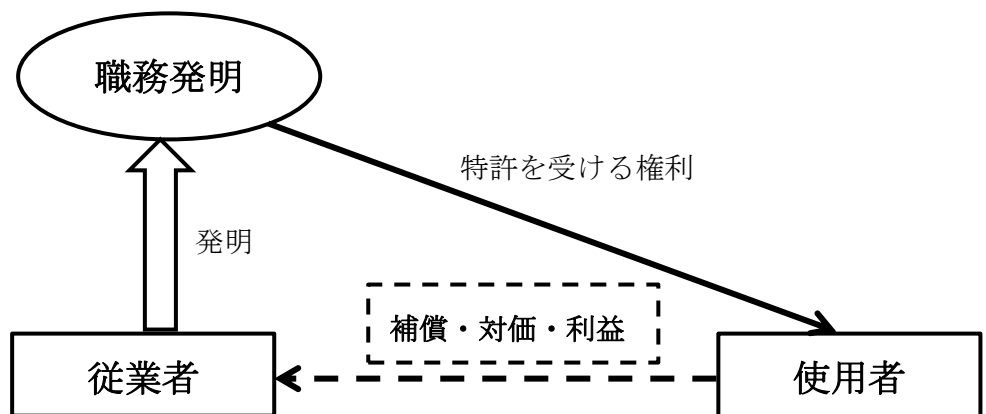 職務発明
特許を受ける権利
発明
補償・対価・利益
従業者
使用者